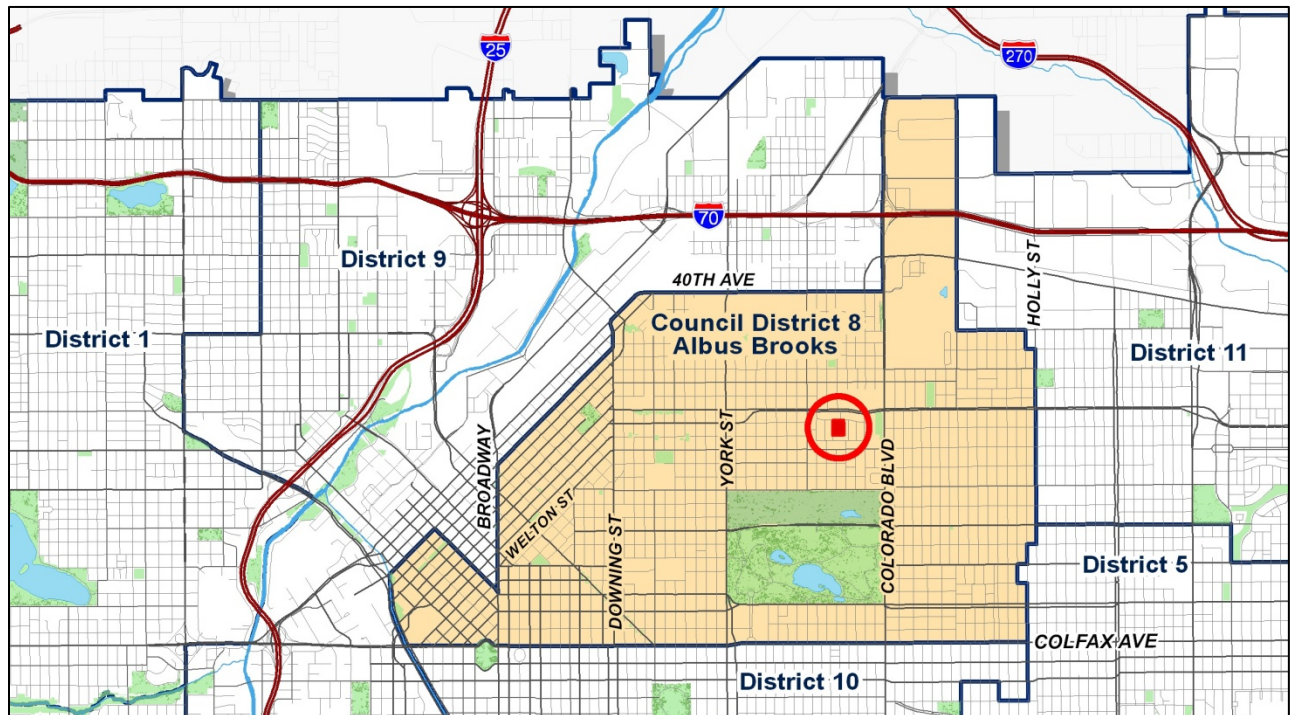 25
270
70
District 9
40TH AVE
HOLLY ST
District 1
Council District 8
Albus Brooks
District 11
BROADWAY
YORK ST
COLORADO BLVD
WELTON ST
DOWNING ST
District 5
COLFAX AVE
District 10